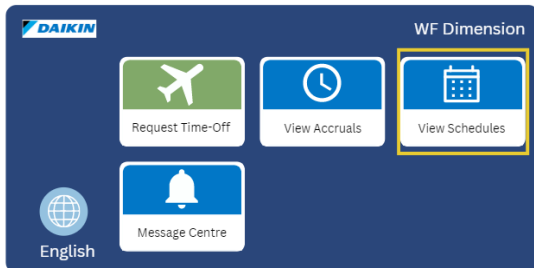 DAIKIN
WF Dimension
Request Time-Off
View Accruals
View Schedules
Message Centre
English